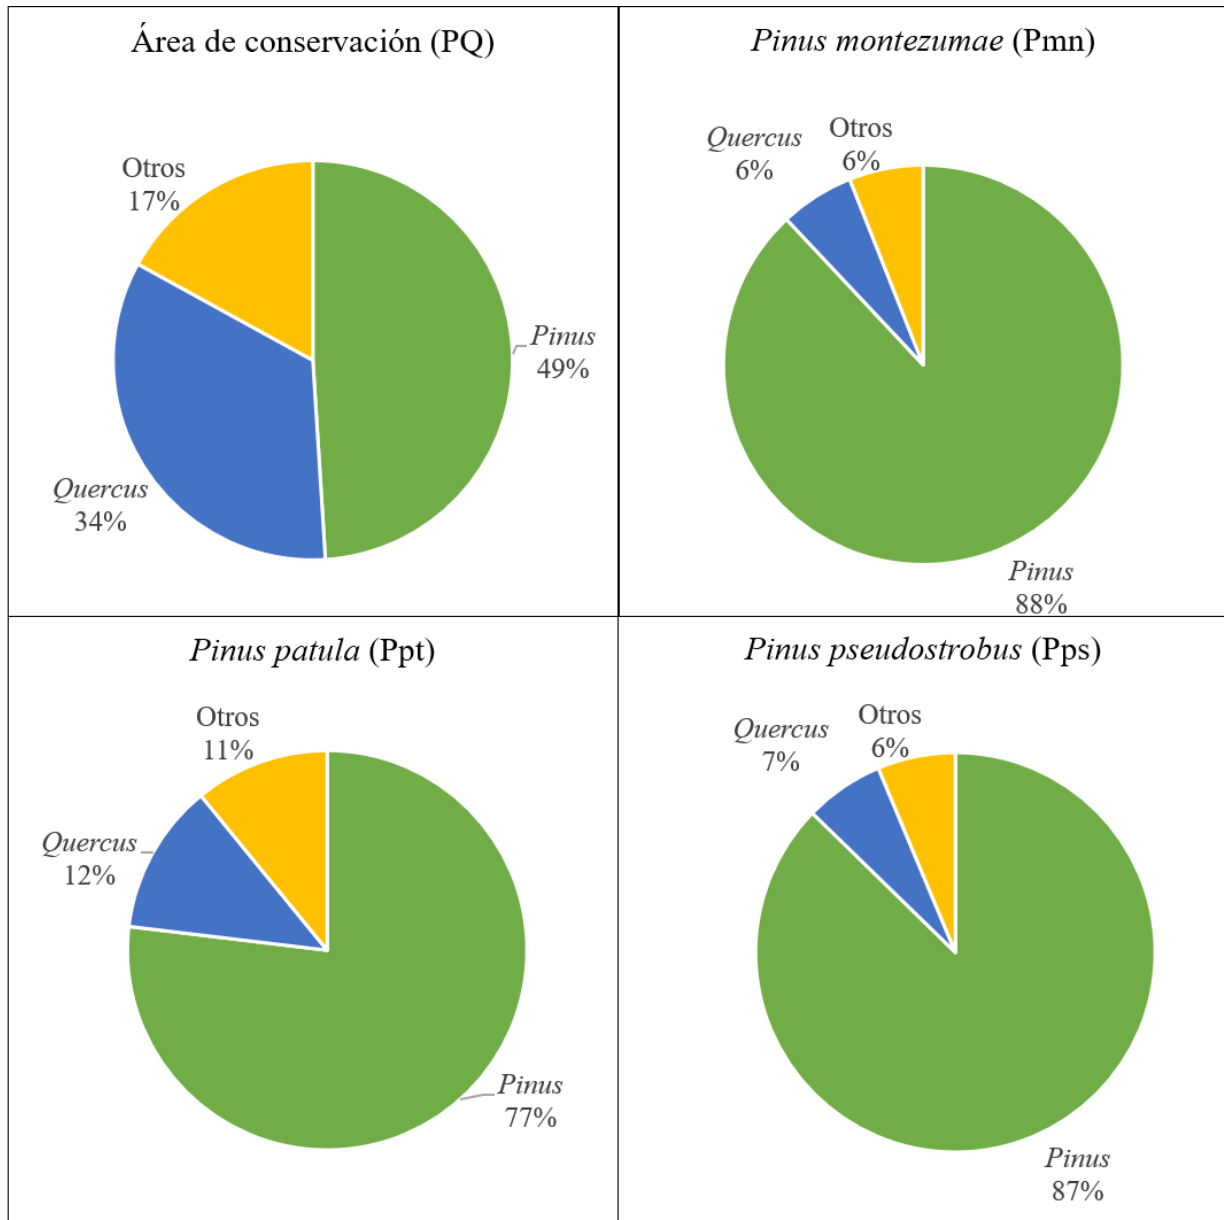 Área de conservación (PQ)
Otros
17%
Pinus
49%
Quercus
34%
Pinus montezumae (Pmn)
Quercus
6%
Otros
6%
Pinus
88%
Pinus patula (Ppt)
Otros
11%
Quercus
12%
Pinus
77%
Pinus pseudostrobus (Pps)
Quercus
7%
Otros
6%
Pinus
87%